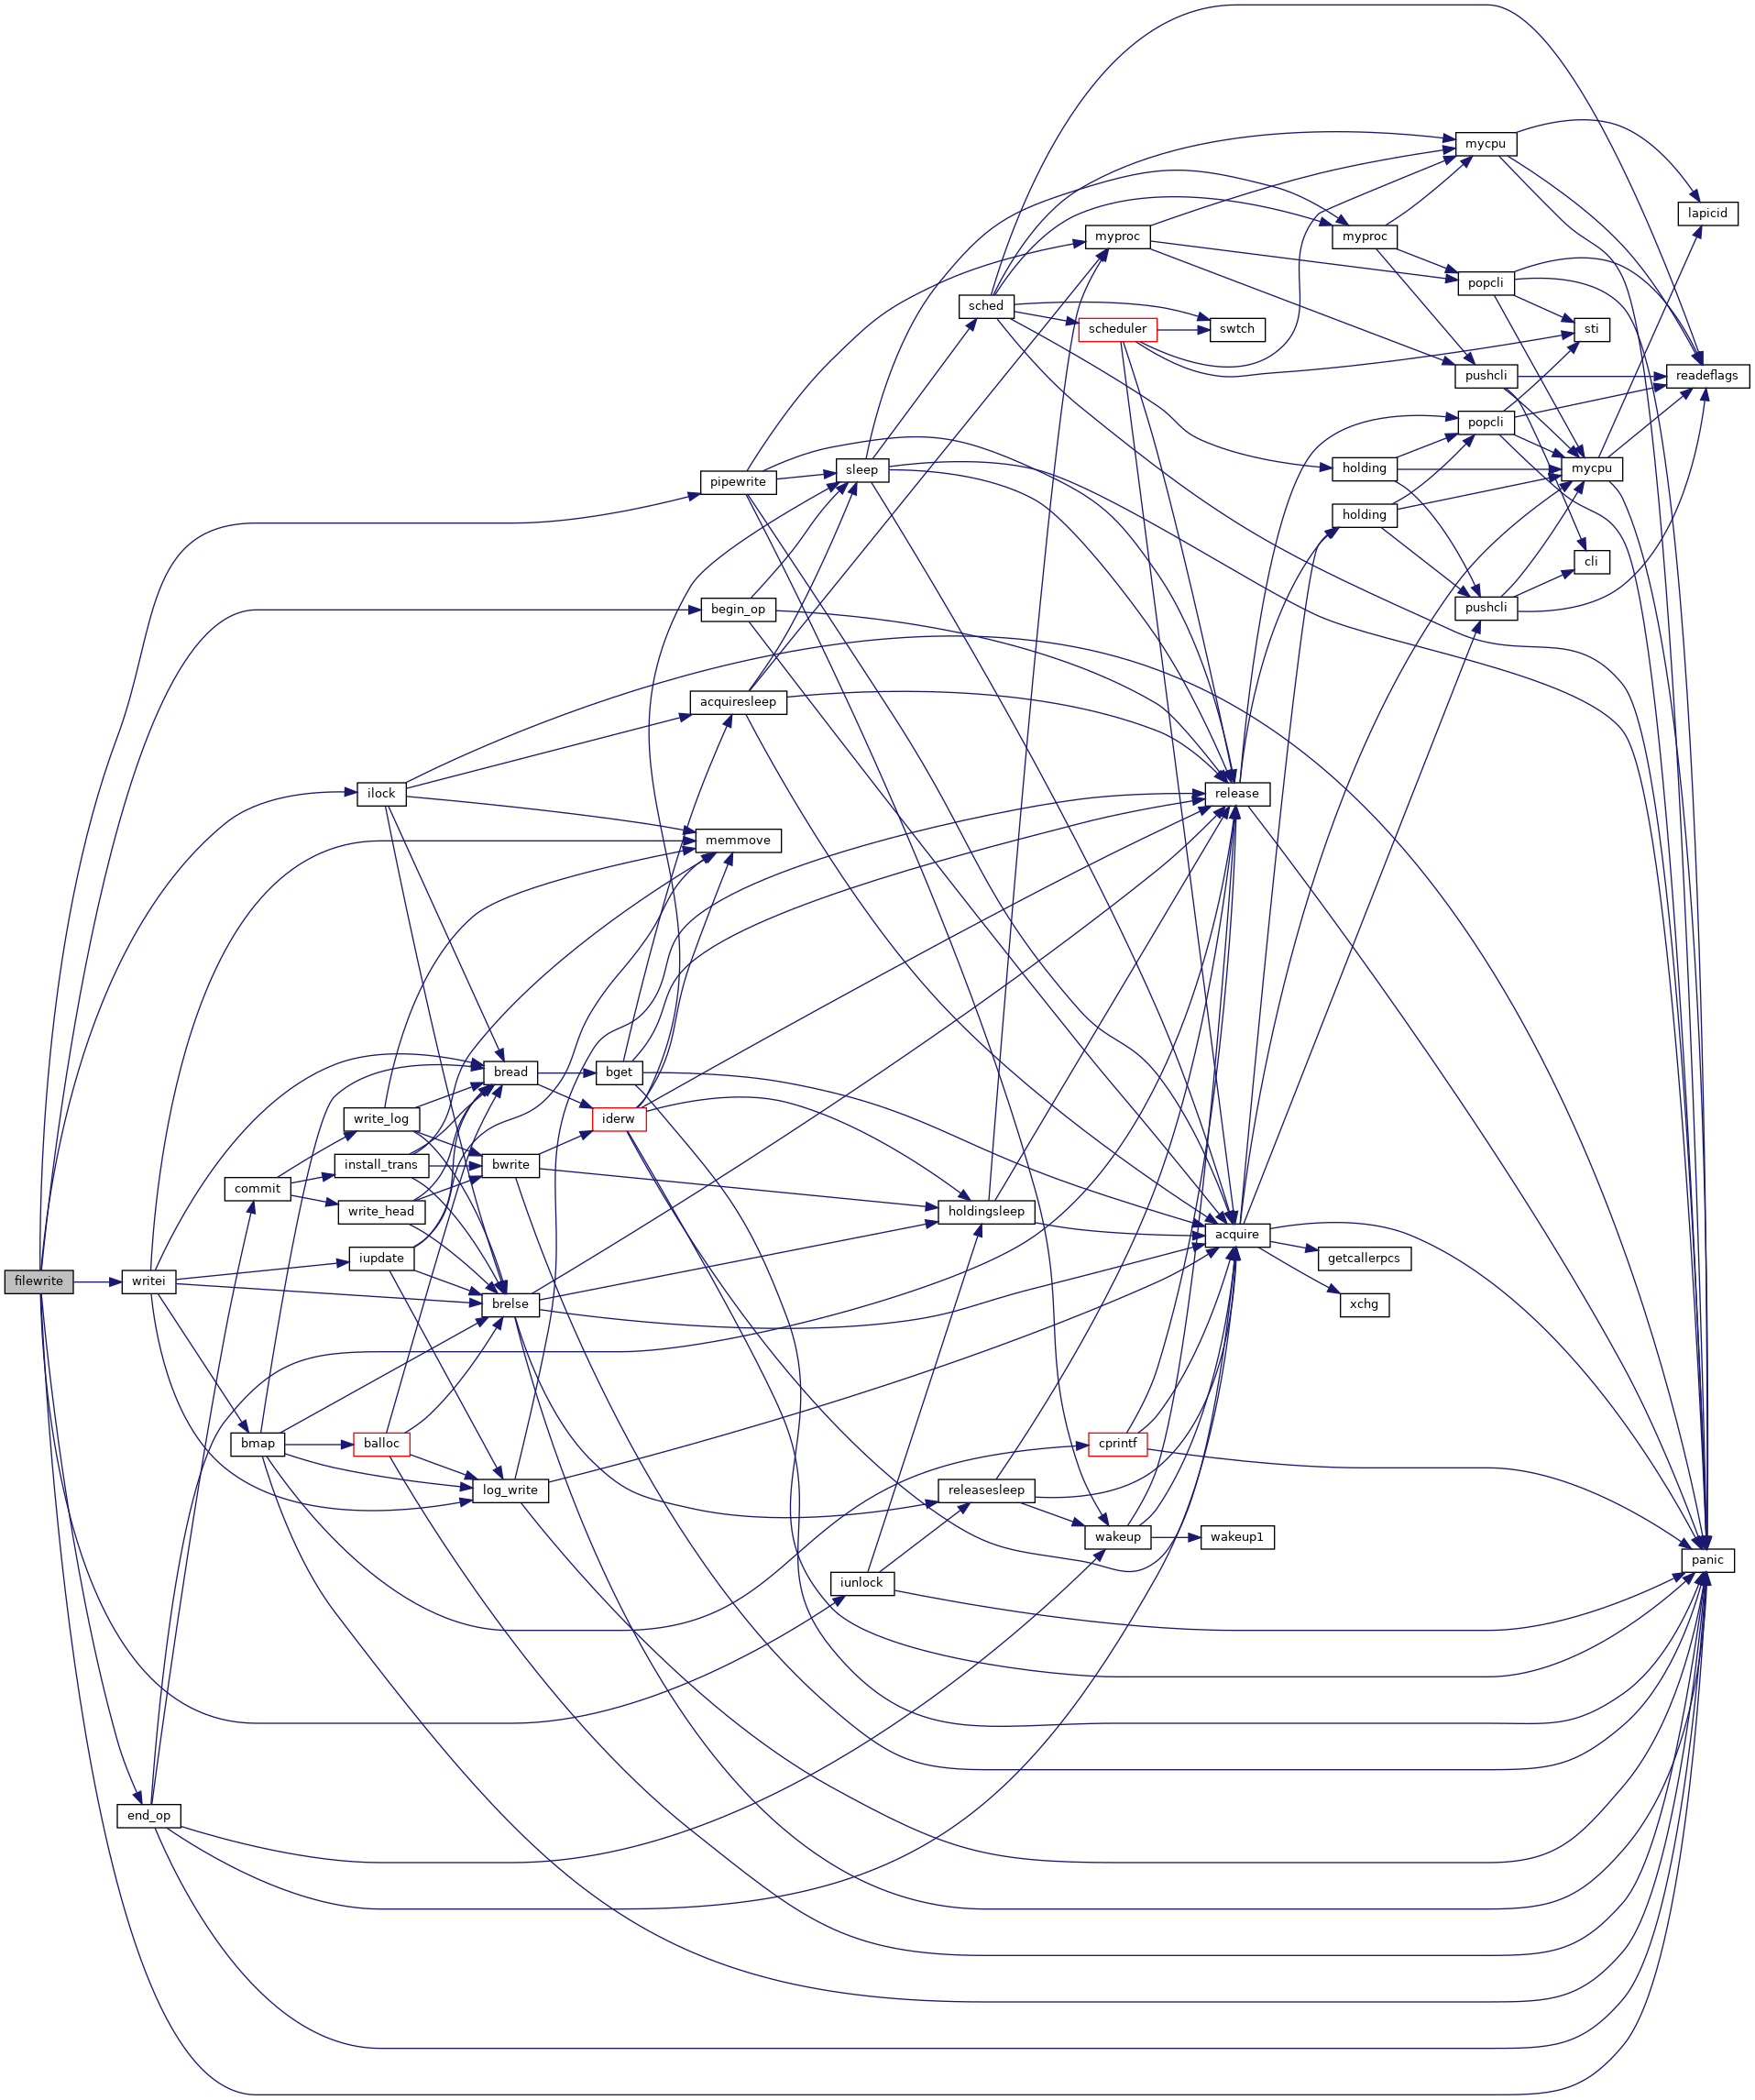 mycpu
lapicid
myproc
myproc
popcli
sched
scheduler
swtch
sti
pushcli
readeflags
popcli
sleep
holding
mycpu
pipewrite
holding
cli
begin_op
pushcli
acquiresleep
ilock
release
memmove
bread
bget
write_log
iderw
install_trans
bwrite
commit
write_head
holdingsleep
acquire
iupdate
getcallerpcs
filewrite
writei
brelse
xchg
bmap
balloc
cprintf
log_write
releasesleep
wakeup
wakeup1
panic
iunlock
end_op